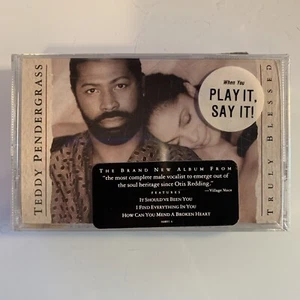 TEDDY PENDERGRASS
TRULY BLESSED
When You
PLAY IT,
SAY IT!
THE BRAND NEW ALBUM FROM
"the most complete male vocalist to emerge out of
the soul heritage since Otis Redding."
—Village Voice
FEATURES
IT SHOULD'VE BEEN YOU
I FIND EVERYTHING IN YOU
HOW CAN YOU MEND A BROKEN HEART